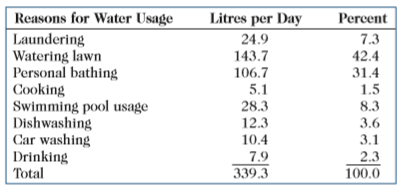 Reasons for Water Usage Litres per Day Percent
Laundering 24.9 7.3
Watering lawn 143.7 42.4
Personal bathing 106.7 31.4
Cooking 5.1 1.5
Swimming pool usage 28.3 8.3
Dishwashing 12.3 3.6
Car washing 10.4 3.1
Drinking 7.9 2.3
Total 339.3 100.0